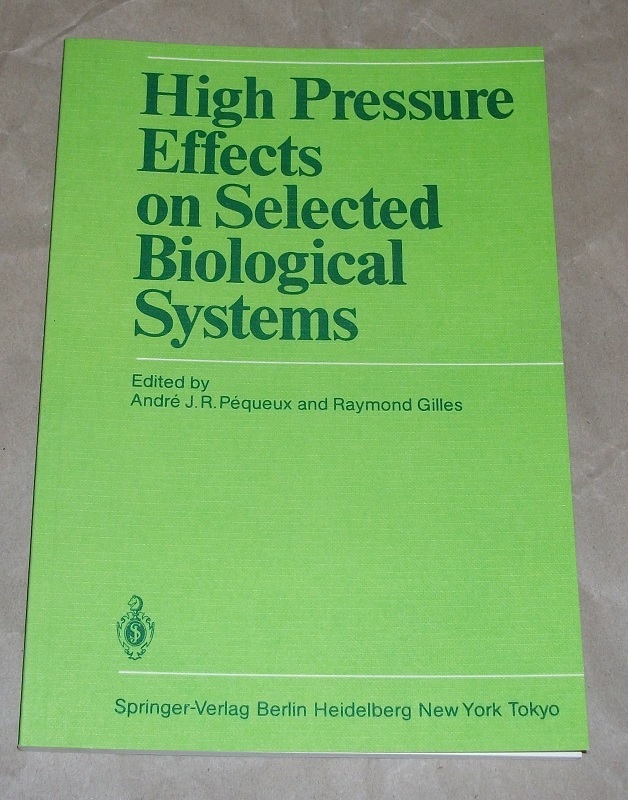 High Pressure
Effects
on Selected
Biological
Systems
Edited by
André J.R. Péqueux and Raymond Gilles
Springer-Verlag Berlin Heidelberg New York Tokyo